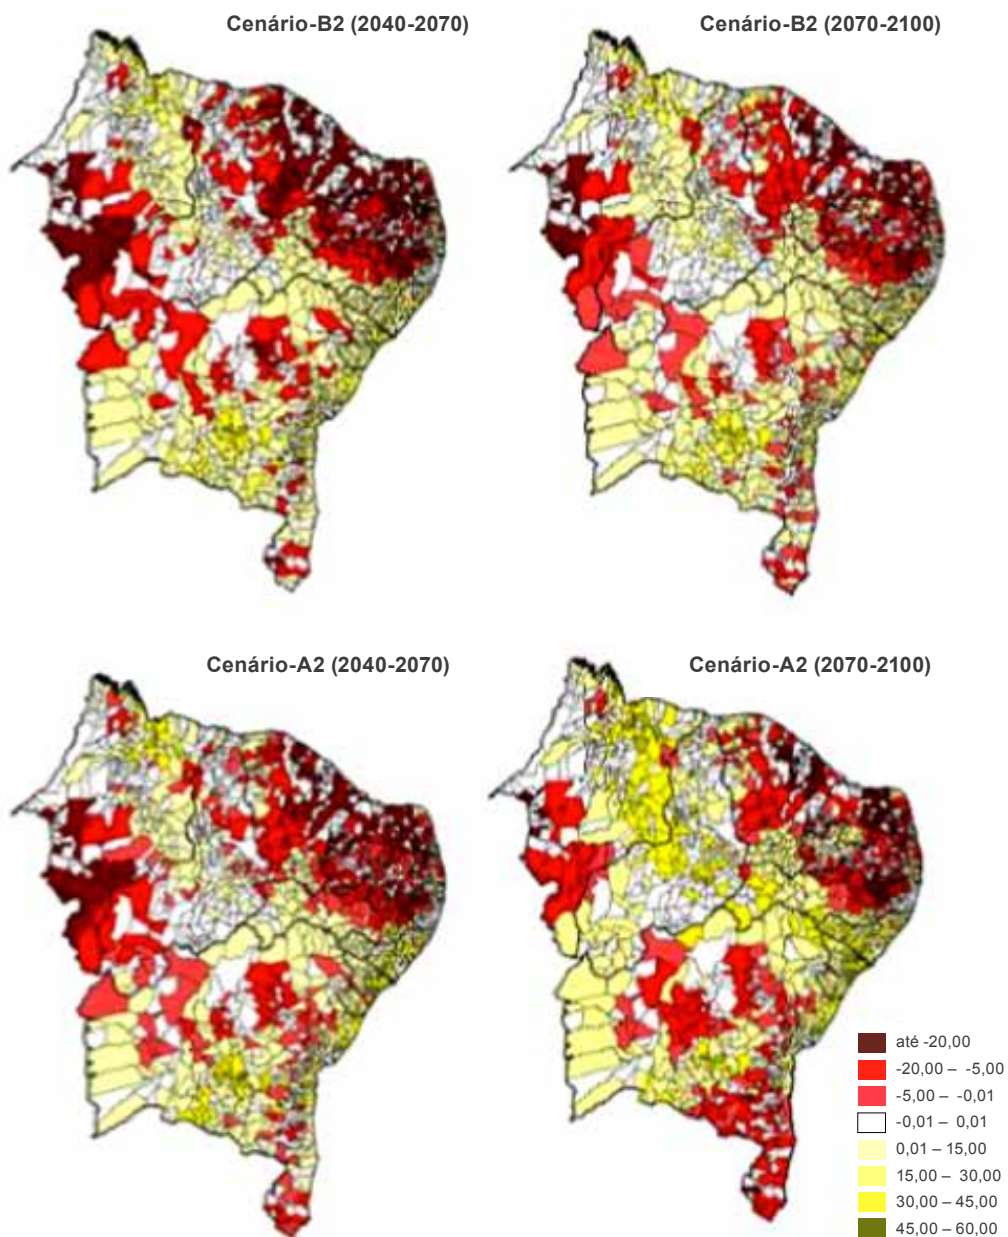 Cenário-B2 (2040-2070)
Cenário-B2 (2070-2100)
Cenário-A2 (2040-2070)
Cenário-A2 (2070-2100)
até -20,00
-20,00 – -5,00
-5,00 – -0,01
-0,01 – 0,01
0,01 – 15,00
15,00 – 30,00
30,00 – 45,00
45,00 – 60,00